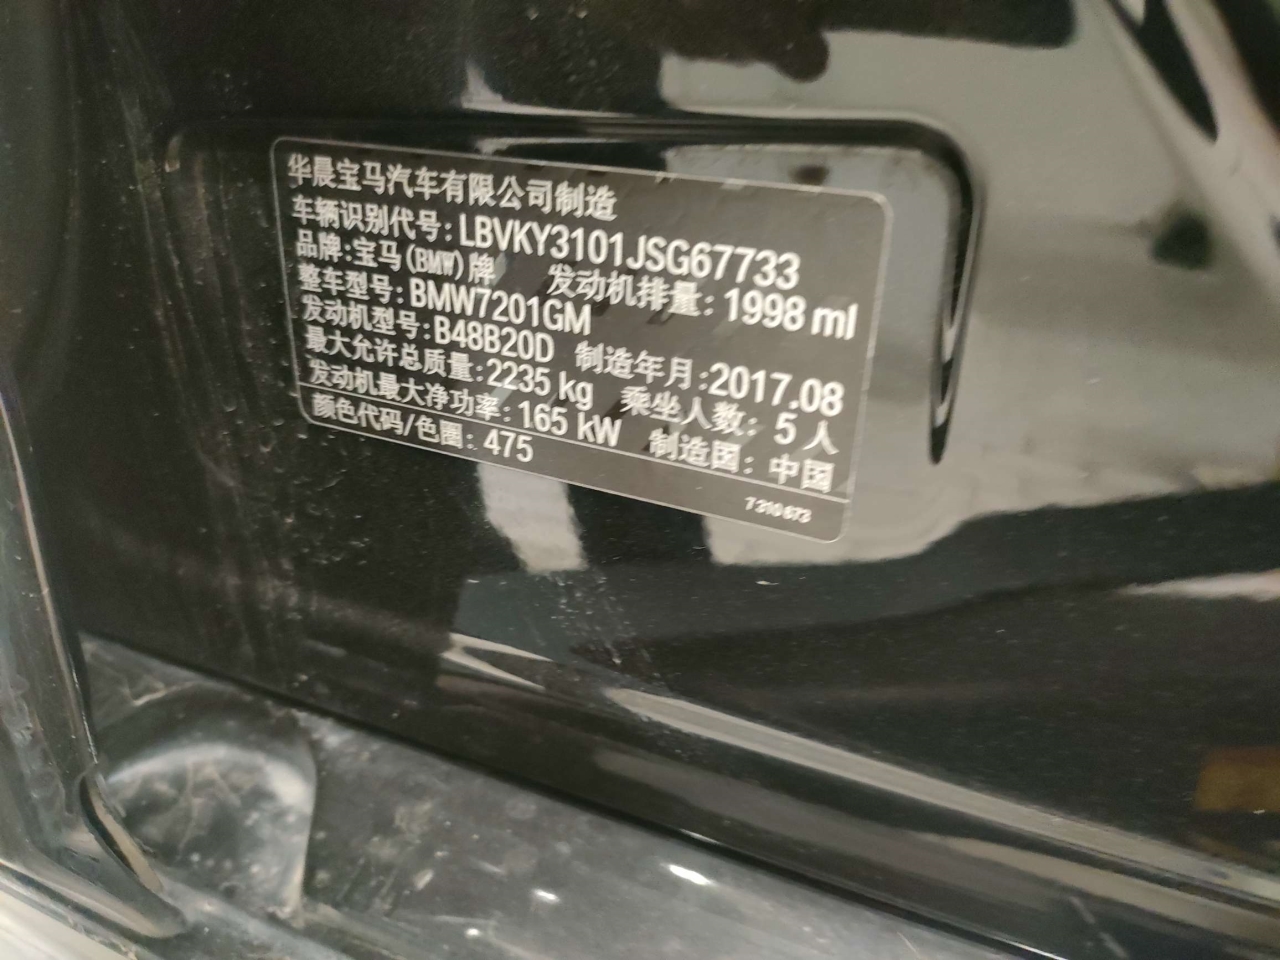 华晨宝马汽车有限公司制造
车辆识别代号: LBVKY3101JSG67733
品牌:宝马(BMW)牌 发动机排量: 1998 ml
整车型号: BMW7201GM
发动机型号: B48B20D 制造年月:2017.08
最大允许总质量:2235 kg 乘坐人数: 5 人
发动机最大净功率: 165 kW 制造国: 中国
颜色代码/色圈: 475
7310673